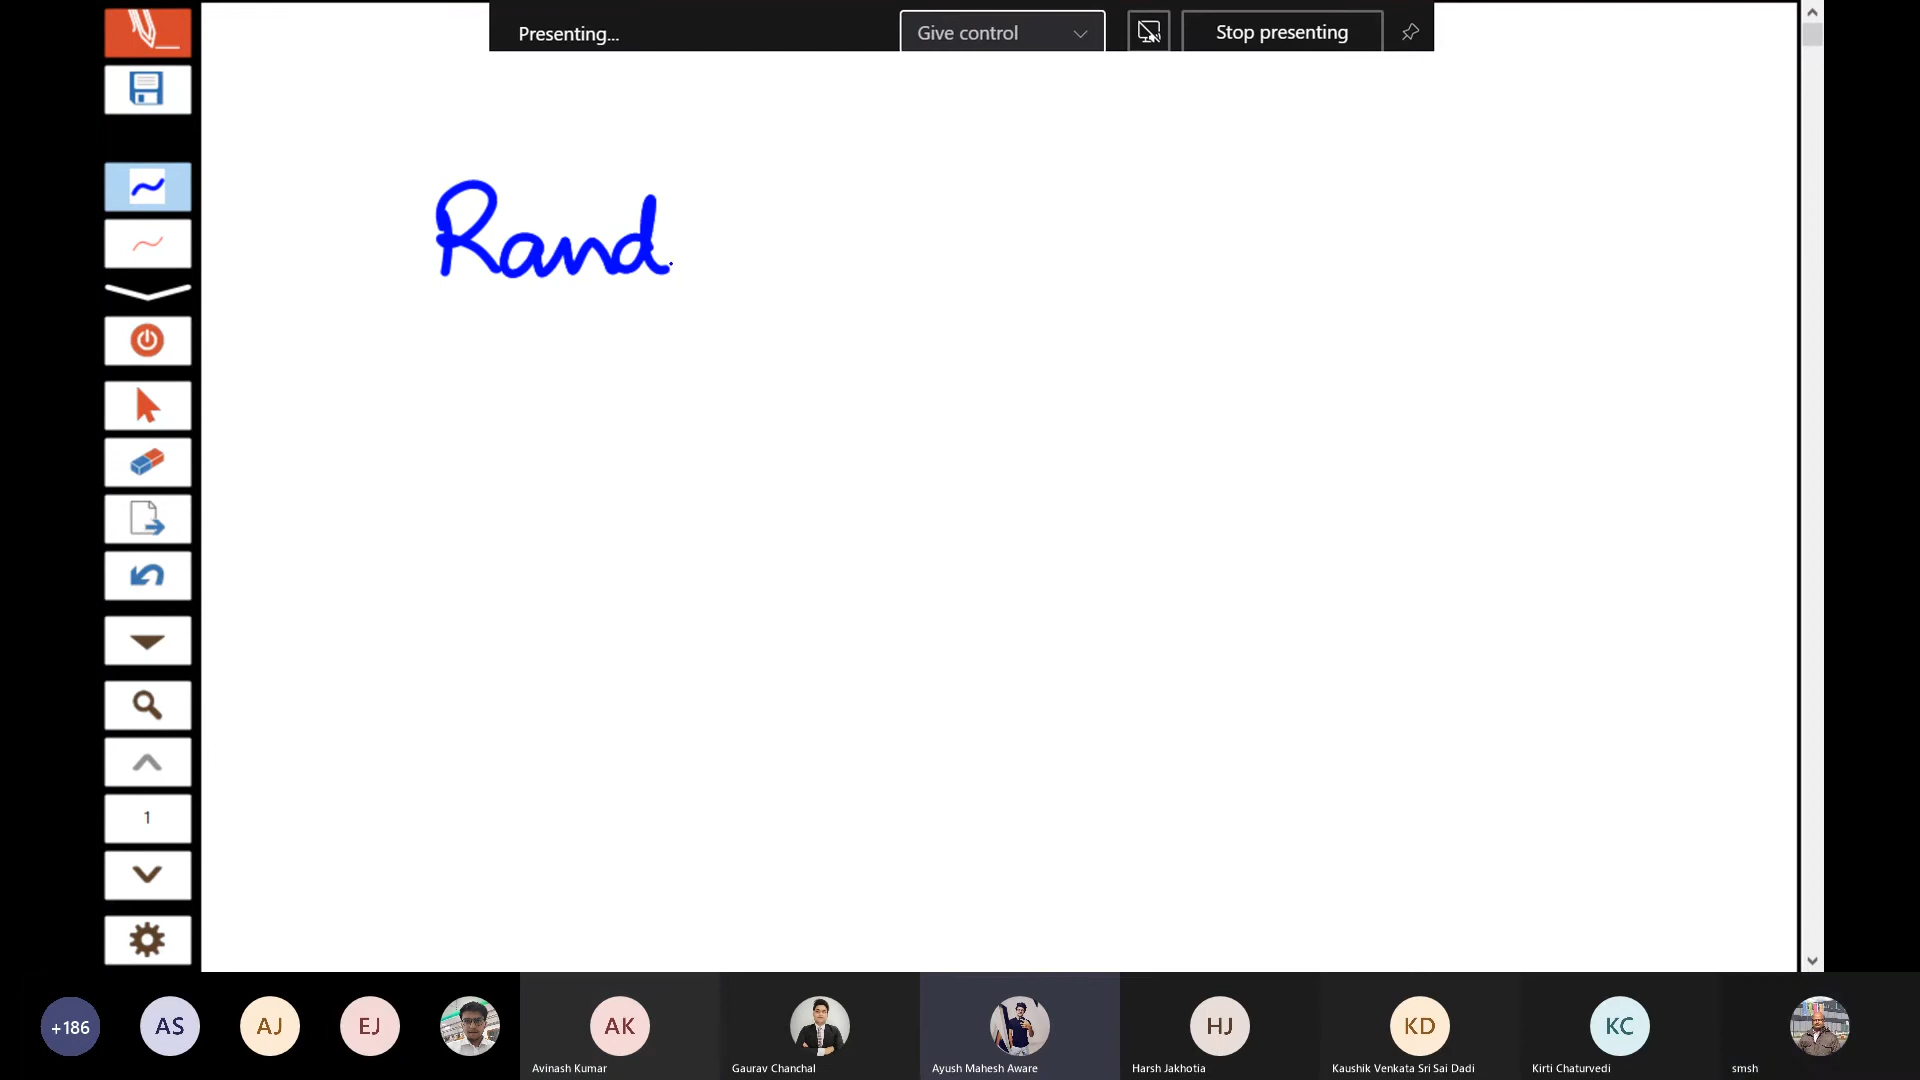 Presenting...
Give control
Stop presenting
Rand
1
+186
AS
AJ
EJ
AK
HJ
KD
KC
Avinash Kumar
Gaurav Chanchal
Ayush Mahesh Aware
Harsh Jakhotia
Kaushik Venkata Sri Sai Dadi
Kirti Chaturvedi
smsh